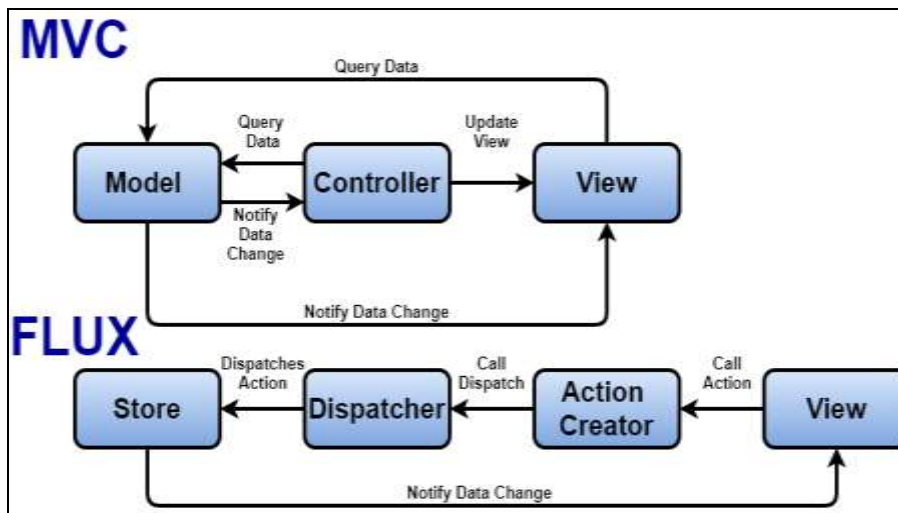 MVC
Query Data
Query
Data
Update
View
Model
Controller
View
Notify
Data
Change
Notify Data Change
FLUX
Dispatches
Action
Call
Dispatch
Call
Action
Store
Dispatcher
Action
Creator
View
Notify Data Change